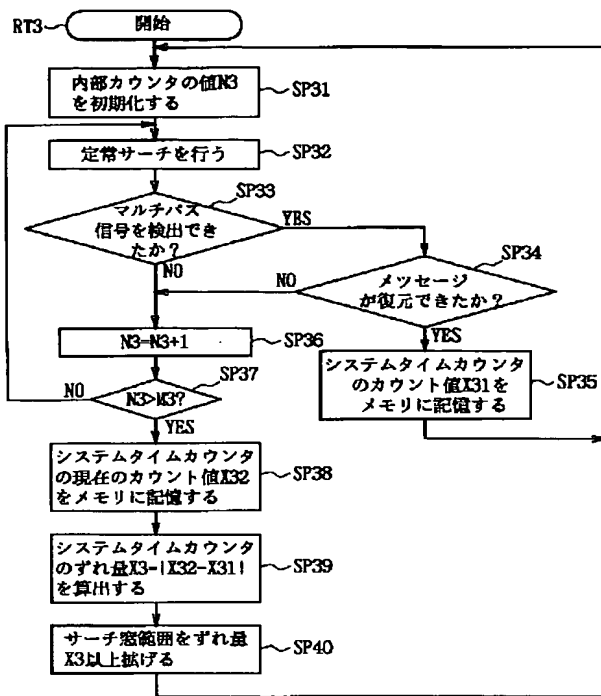 RT3
開始
内部カウンタの値N3
を初期化する
SP31
定常サーチを行う
SP32
SP33
マルチパス
信号を検出でき
たか？
YES
NO
SP34
メツセージ
が復元できたか？
NO
YES
システムタイムカウンタ
のカウント値X31を
メモリに記憶する
SP35
N3=N3+1
SP36
SP37
N3>M3?
NO
YES
システムタイムカウンタ
の現在のカウント値X32
をメモリに記憶する
SP38
システムタイムカウンタ
のずれ量X3=|X32-X31|
を算出する
SP39
サーチ窓範囲をずれ量
X3以上拡げる
SP40